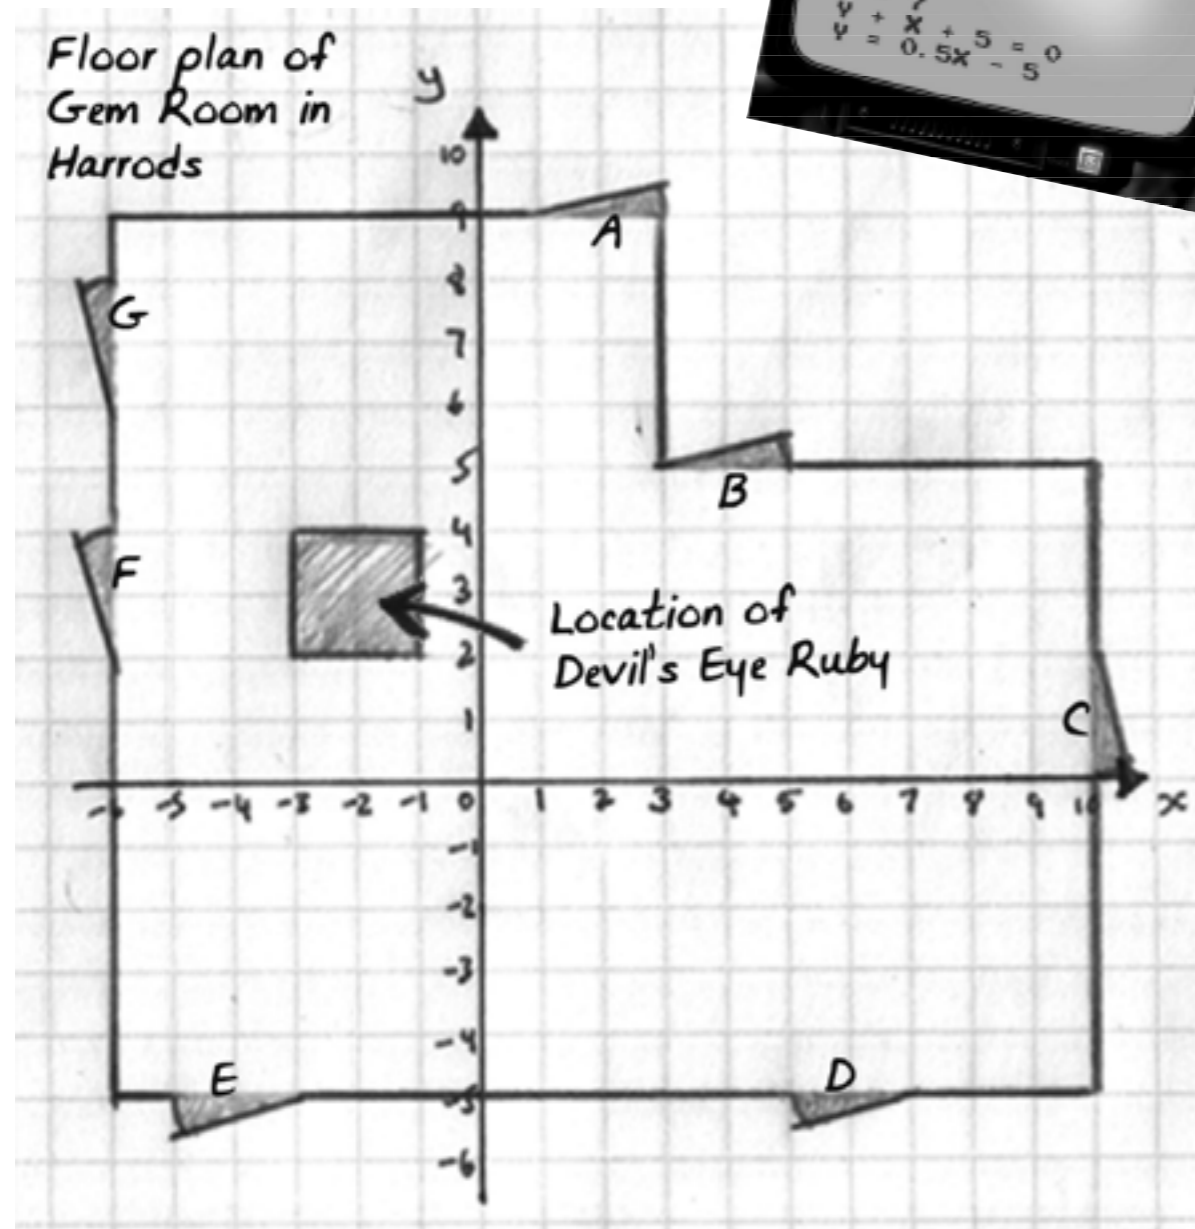 Floor plan of
Gem Room in
Harrods
y + x + 5 = 0
y = 0.5x - 5
y
10
9
A
8
G
7
6
5
B
4
F
3
Location of
2
Devil's Eye Ruby
1
C
-6 -5 -4 -3 -2 -1 0 1 2 3 4 5 6 7 8 9 10 x
-1
-2
-3
-4
E
D
-5
-6